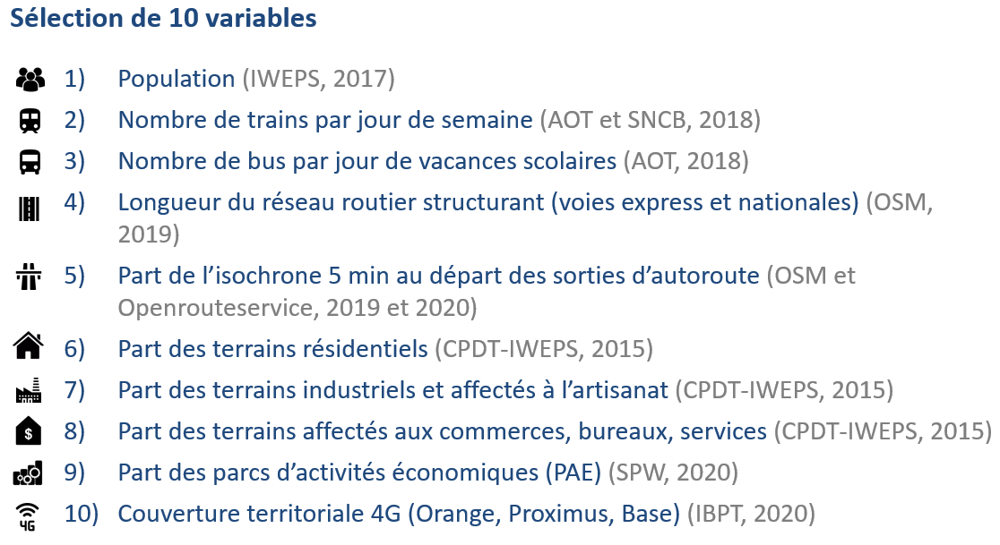 Sélection de 10 variables
1) Population (IWEPS, 2017)
2) Nombre de trains par jour de semaine (AOT et SNCB, 2018)
3) Nombre de bus par jour de vacances scolaires (AOT, 2018)
4) Longueur du réseau routier structurant (voies express et nationales) (OSM,
2019)
5) Part de l’isochrone 5 min au départ des sorties d’autoroute (OSM et
Openrouteservice, 2019 et 2020)
6) Part des terrains résidentiels (CPDT-IWEPS, 2015)
7) Part des terrains industriels et affectés à l’artisanat (CPDT-IWEPS, 2015)
$ 8) Part des terrains affectés aux commerces, bureaux, services (CPDT-IWEPS, 2015)
9) Part des parcs d’activités économiques (PAE) (SPW, 2020)
4G 10) Couverture territoriale 4G (Orange, Proximus, Base) (IBPT, 2020)